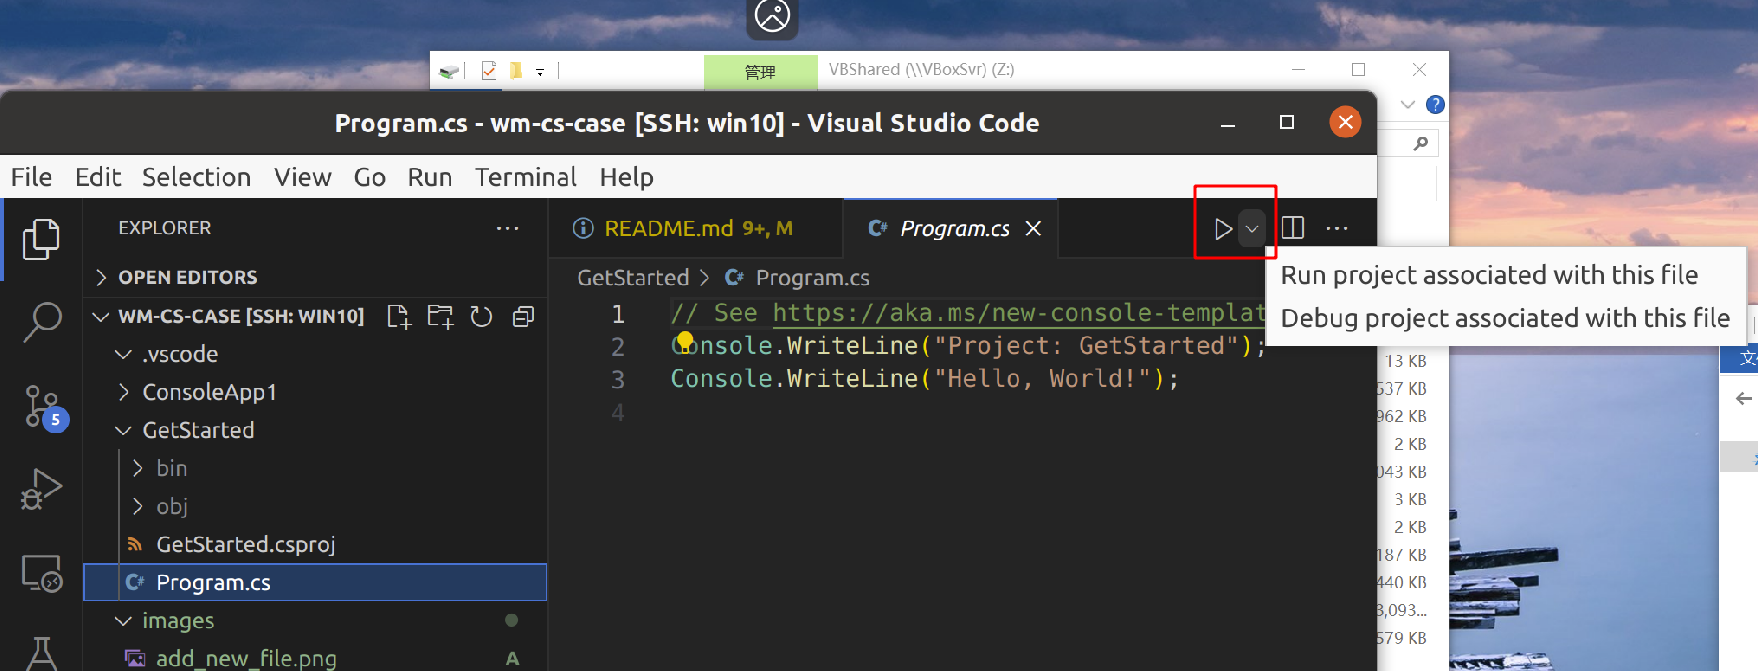 管理
VBShared (\\VBoxSvr) (Z:)
Program.cs - wm-cs-case [SSH: win10] - Visual Studio Code
File Edit Selection View Go Run Terminal Help
EXPLORER
README.md 9+, M
C# Program.cs
OPEN EDITORS
GetStarted > C# Program.cs
Run project associated with this file
Debug project associated with this file
WM-CS-CASE [SSH: WIN10]
1 // See https://aka.ms/new-console-templat
2 Console.WriteLine("Project: GetStarted");
3 Console.WriteLine("Hello, World!");
4
.vscode
ConsoleApp1
GetStarted
5
bin
obj
GetStarted.csproj
C# Program.cs
images
add_new_file.png A
13 KB
537 KB
962 KB
2 KB
043 KB
3 KB
2 KB
187 KB
440 KB
3,093...
579 KB